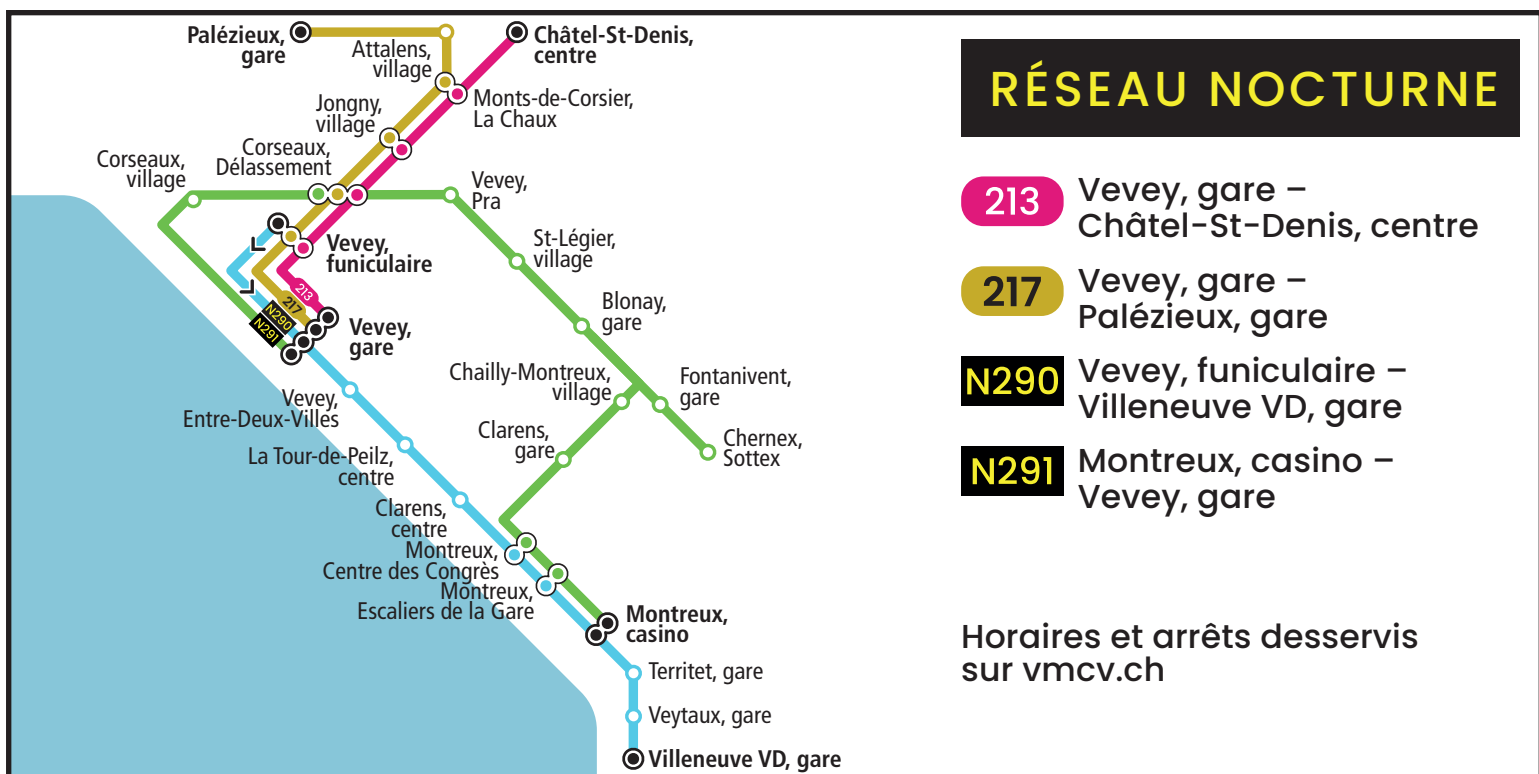 Palézieux,
gare
Attalens,
village
Châtel-St-Denis,
centre
Jongny,
village
Monts-de-Corsier,
La Chaux
Corseaux,
village
Corseaux,
Délassement
Vevey,
Pra
Vevey,
funiculaire
St-Légier,
village
213
217
N290
N291
Vevey,
gare
Blonay,
gare
Vevey,
Entre-Deux-Villes
Chailly-Montreux,
village
Fontanivent,
gare
Clarens,
gare
Chernex,
Sottex
La Tour-de-Peilz,
centre
Clarens,
centre
Montreux,
Centre des Congrès
Montreux,
Escaliers de la Gare
Montreux,
casino
Territet, gare
Veytaux, gare
Villeneuve VD, gare
RÉSEAU NOCTURNE
213 Vevey, gare –
Châtel-St-Denis, centre
217 Vevey, gare –
Palézieux, gare
N290 Vevey, funiculaire –
Villeneuve VD, gare
N291 Montreux, casino –
Vevey, gare
Horaires et arrêts desservis
sur vmcv.ch